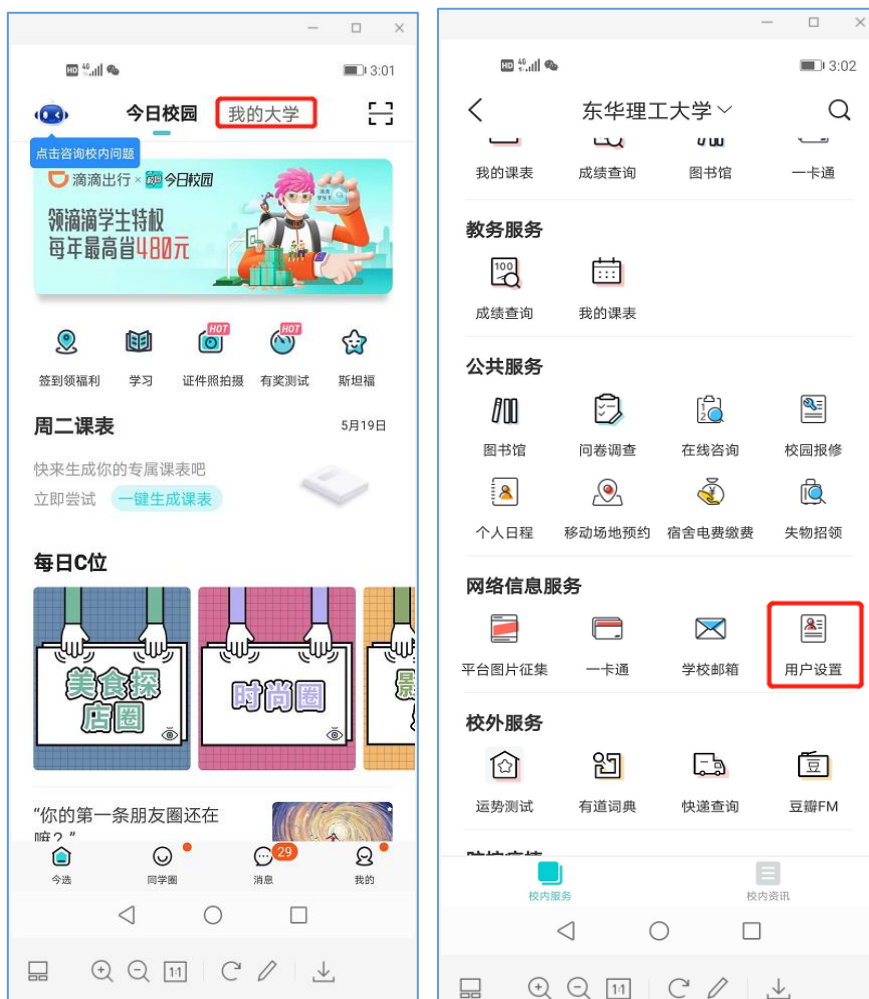 HD 4G 3:01
今日校园 我的大学
点击咨询校内问题
滴滴出行 × 今日校园
领滴滴学生特权
每年最高省480元
HOT HOT
签到领福利 学习 证件照拍摄 有奖测试 斯坦福
周二课表 5月19日
快来生成你的专属课表吧
立即尝试 一键生成课表
每日C位
美食探
店圈
时尚圈
影
“你的第一条朋友圈还在
嘛？”
29
今选 同学圈 消息 我的
1:1
HD 4G 3:02
东华理工大学
我的课表 成绩查询 图书馆 一卡通
教务服务
100
成绩查询 我的课表
公共服务
图书馆 问卷调查 在线咨询 校园报修
个人日程 移动场地预约 宿舍电费缴费 失物招领
网络信息服务
平台图片征集 一卡通 学校邮箱 用户设置
校外服务
豆
运势测试 有道词典 快递查询 豆瓣FM
校内服务 校内资讯
1:1